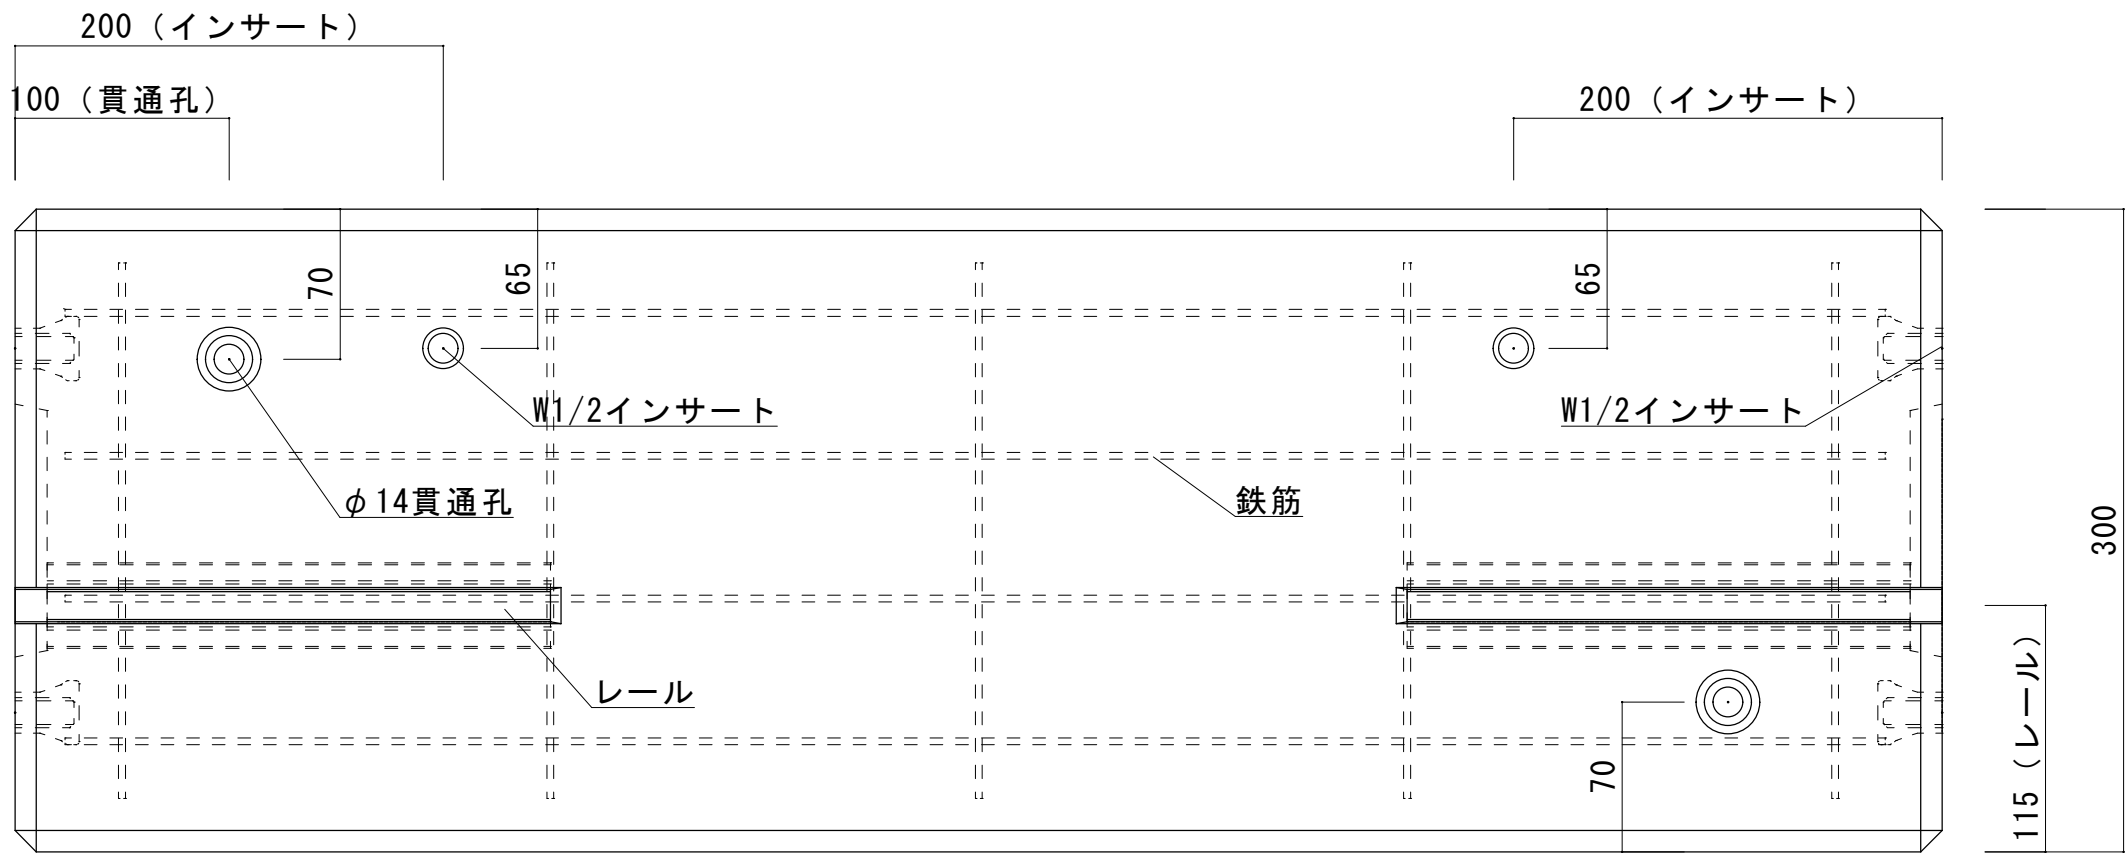 200（インサート）
100（貫通孔）
200（インサート）
70
65
65
W1/2インサート
W1/2インサート
φ14貫通孔
鉄筋
300
レール
115（レール）
70